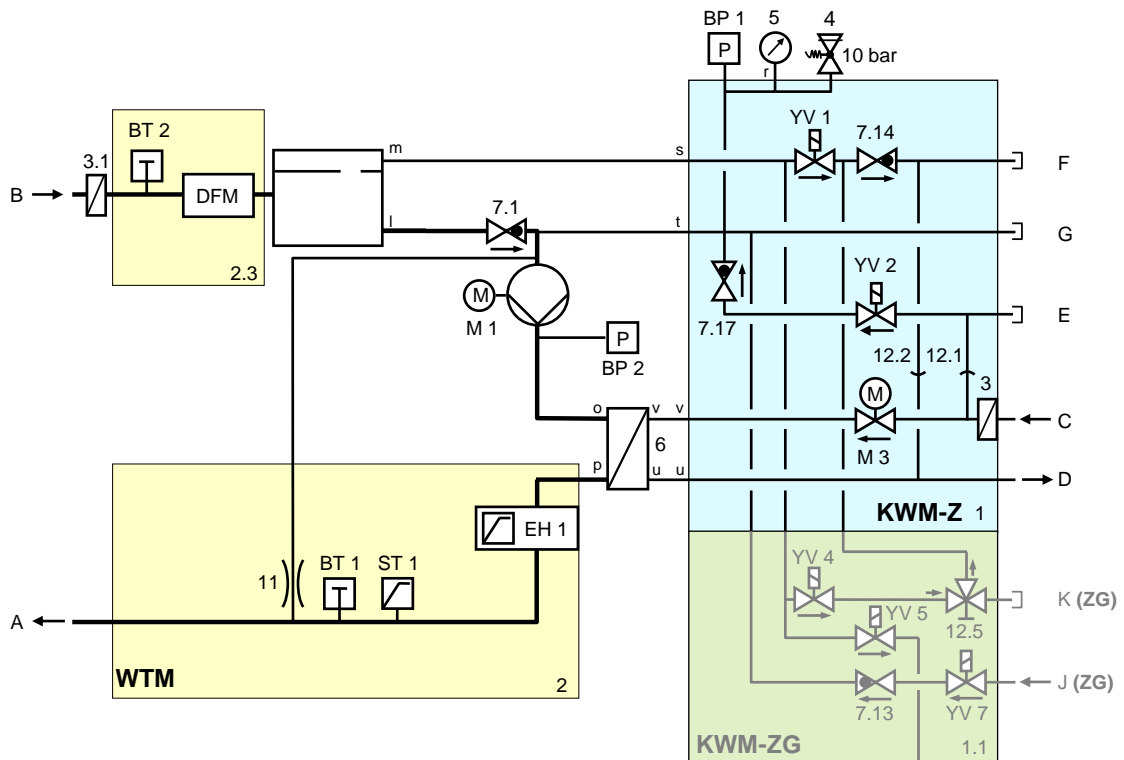 BP 1
5
4
P
10 bar
r
YV 1
7.14
3.1
BT 2
T
m
s
F
B
DFM
l
7.1
t
G
2.3
M
M 1
YV 2
E
7.17
P
BP 2
12.2
12.1
3
M
o
v
v
C
6
M 3
p
u
u
D
KWM-Z
1
EH 1
BT 1
ST 1
T
11
YV 4
K (ZG)
12.5
YV 5
A
WTM
2
J (ZG)
7.13
YV 7
KWM-ZG
1.1